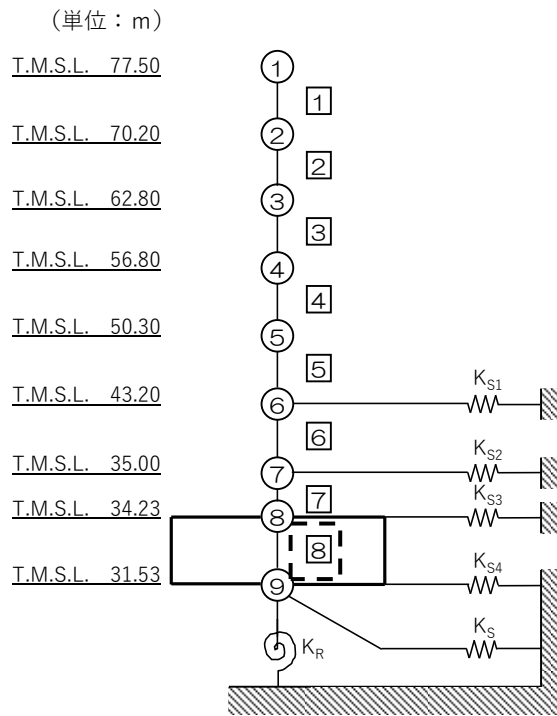 （単位：m）
T.M.S.L. 77.50
①
1
T.M.S.L. 70.20
②
2
T.M.S.L. 62.80
③
3
T.M.S.L. 56.80
④
4
T.M.S.L. 50.30
⑤
5
T.M.S.L. 43.20
⑥
KS1
6
T.M.S.L. 35.00
⑦
KS2
7
T.M.S.L. 34.23
⑧
KS3
8
T.M.S.L. 31.53
⑨
KS4
KS
KR